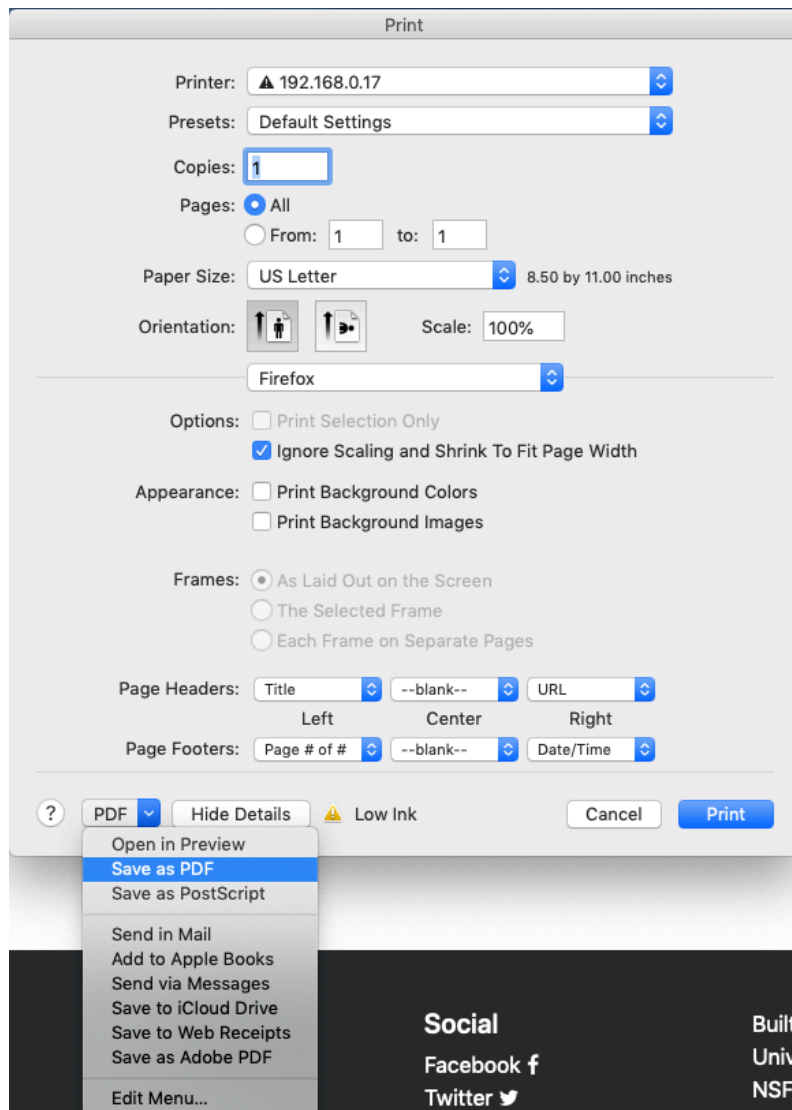 Print
Printer: 192.168.0.17
Presets: Default Settings
Copies: 1
Pages: All
From: 1 to: 1
Paper Size: US Letter 8.50 by 11.00 inches
Orientation: Scale: 100%
Firefox
Options: Print Selection Only
Ignore Scaling and Shrink To Fit Page Width
Appearance: Print Background Colors
Print Background Images
Frames: As Laid Out on the Screen
The Selected Frame
Each Frame on Separate Pages
Page Headers: Title --blank-- URL
Left Center Right
Page Footers: Page # of # --blank-- Date/Time
? PDF Hide Details Low Ink Cancel Print
Open in Preview
Save as PDF
Save as PostScript
Send in Mail
Add to Apple Books
Send via Messages
Save to iCloud Drive
Save to Web Receipts
Save as Adobe PDF
Edit Menu...
Social
Facebook
Twitter
Built
Univ
NSF